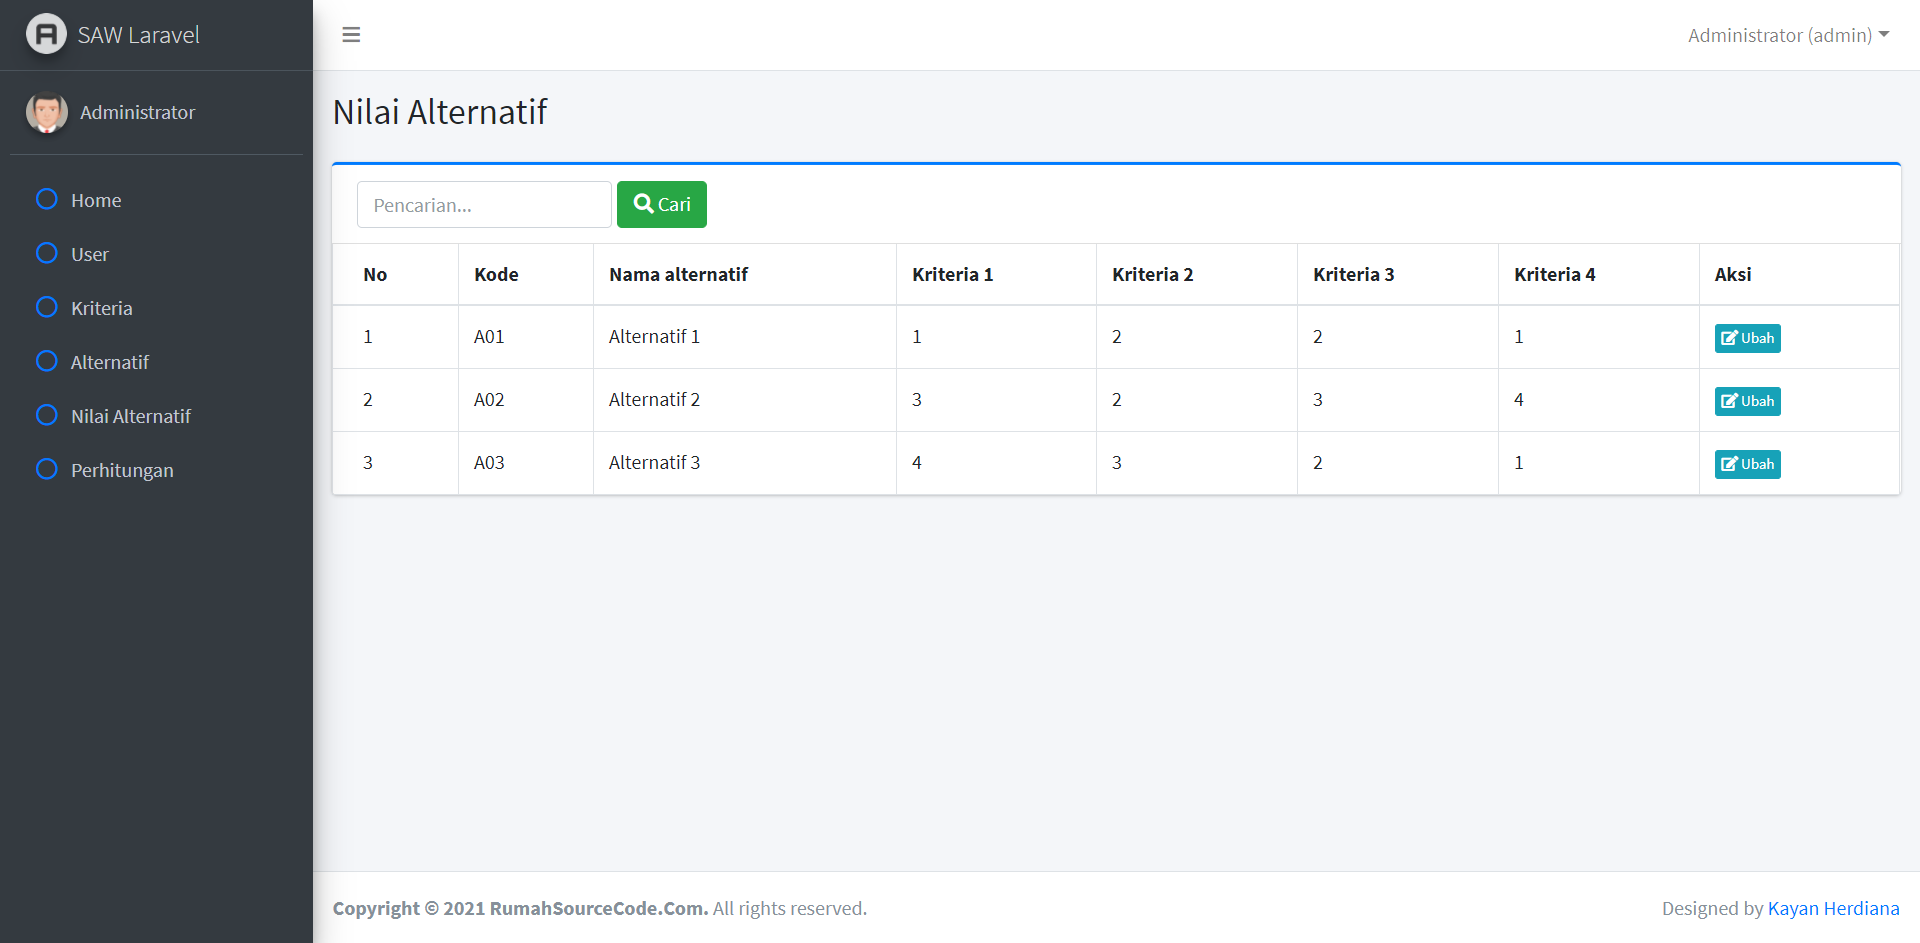 SAW Laravel
Administrator (admin)
Administrator
Home
User
Kriteria
Alternatif
Nilai Alternatif
Perhitungan
Nilai Alternatif
Pencarian... Cari
No Kode Nama alternatif Kriteria 1 Kriteria 2 Kriteria 3 Kriteria 4 Aksi
1 A01 Alternatif 1 1 2 2 1 Ubah
2 A02 Alternatif 2 3 2 3 4 Ubah
3 A03 Alternatif 3 4 3 2 1 Ubah
Copyright © 2021 RumahSourceCode.Com. All rights reserved.
Designed by Kayan Herdiana